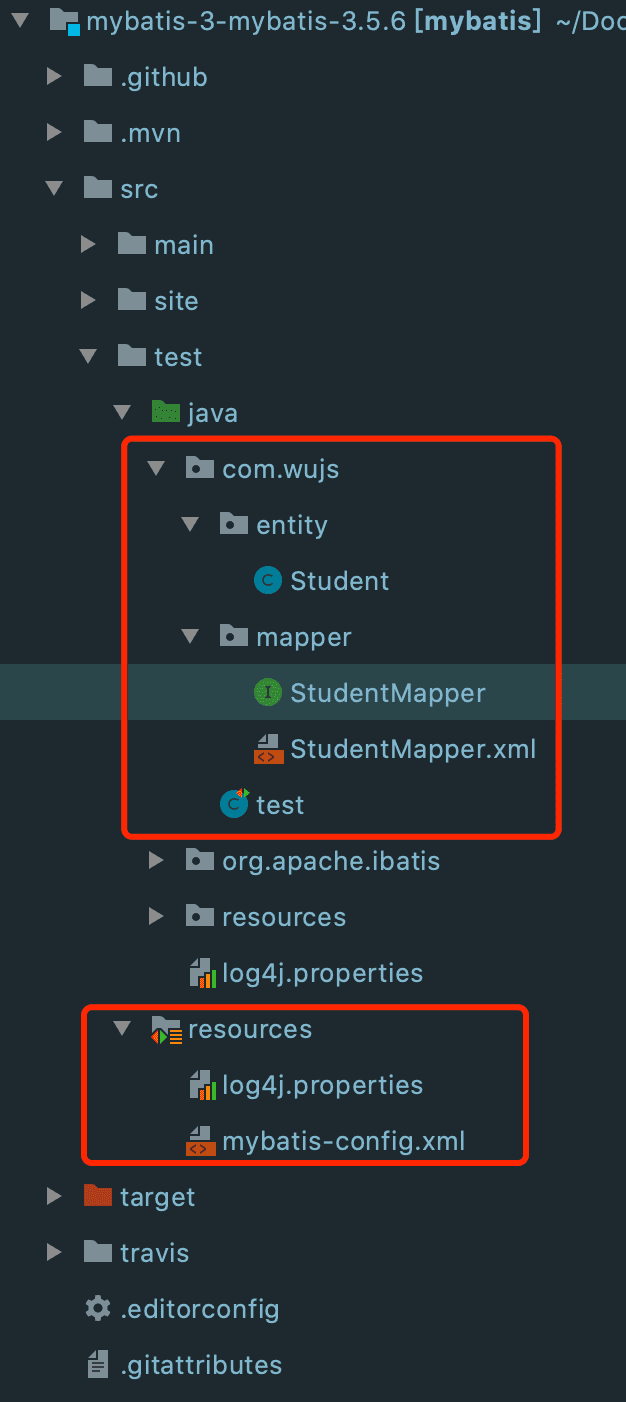 mybatis-3-mybatis-3.5.6 [mybatis] ~/Doc
.github
.mvn
src
main
site
test
java
com.wujs
entity
Student
mapper
StudentMapper
StudentMapper.xml
test
org.apache.ibatis
resources
log4j.properties
resources
log4j.properties
mybatis-config.xml
target
travis
.editorconfig
.gitattributes